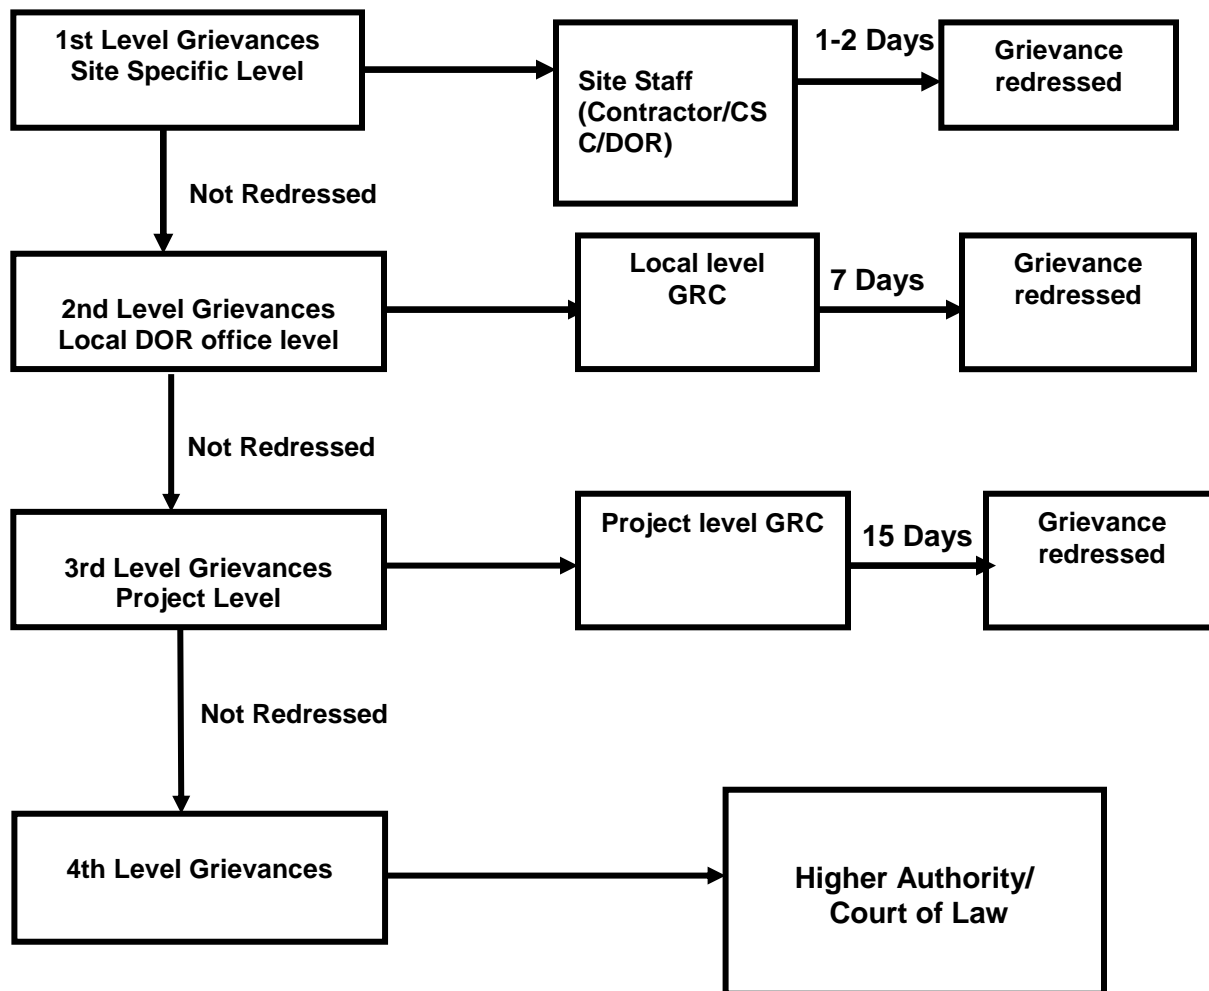 1st Level Grievances
Site Specific Level
Site Staff
(Contractor/CS
C/DOR)
1-2 Days
Grievance
redressed
Not Redressed
2nd Level Grievances
Local DOR office level
Local level
GRC
7 Days
Grievance
redressed
Not Redressed
3rd Level Grievances
Project Level
Project level GRC
15 Days
Grievance
redressed
Not Redressed
4th Level Grievances
Higher Authority/
Court of Law